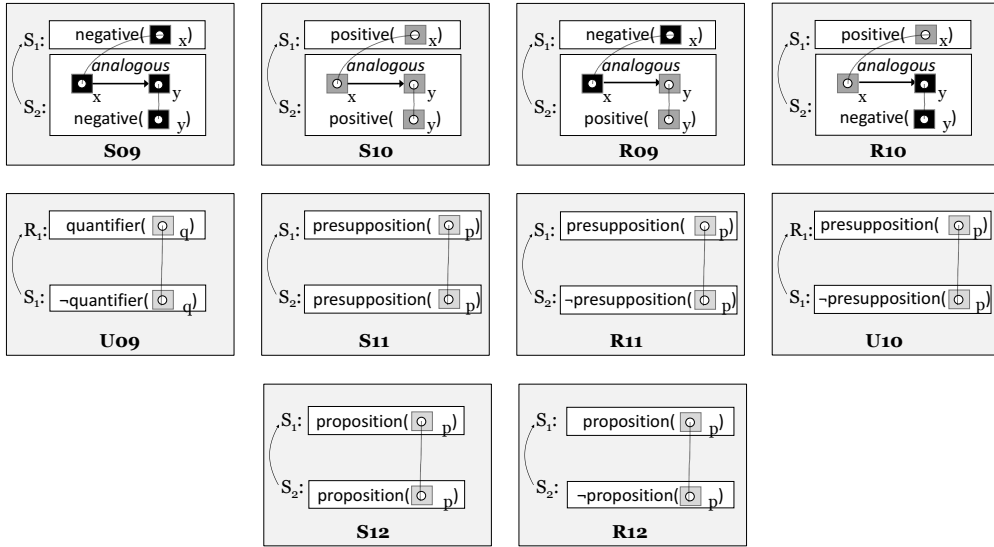 S₁: negative( x)
analogous
x y
S₂: negative( y)
S09
S₁: positive( x)
analogous
x y
S₂: positive( y)
S10
S₁: negative( x)
analogous
x y
S₂: positive( y)
R09
S₁: positive( x)
analogous
x y
S₂: negative( y)
R10
R₁: quantifier( q)
S₁: ¬quantifier( q)
U09
S₁: presupposition( p)
S₂: presupposition( p)
S11
S₁: presupposition( p)
S₂: ¬presupposition( p)
R11
R₁: presupposition( p)
S₁: ¬presupposition( p)
U10
S₁: proposition( p)
S₂: proposition( p)
S12
S₁: proposition( p)
S₂: ¬proposition( p)
R12